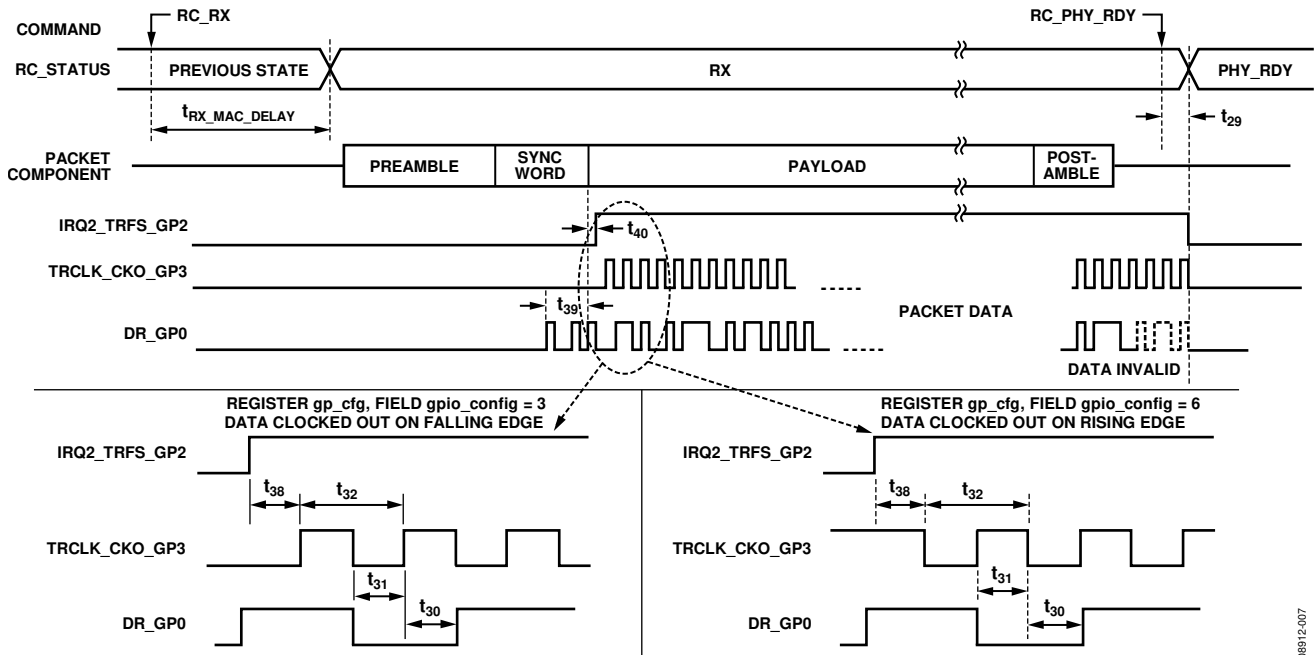 RC_RX
RC_PHY_RDY
COMMAND
RC_STATUS
PREVIOUS STATE
RX
PHY_RDY
tRX_MAC_DELAY
t29
PACKET
COMPONENT
PREAMBLE
SYNC
WORD
PAYLOAD
POST-
AMBLE
IRQ2_TRFS_GP2
t40
TRCLK_CKO_GP3
t39
PACKET DATA
DR_GP0
DATA INVALID
REGISTER gp_cfg, FIELD gpio_config = 3
DATA CLOCKED OUT ON FALLING EDGE
IRQ2_TRFS_GP2
t38
t32
TRCLK_CKO_GP3
t31
t30
DR_GP0
REGISTER gp_cfg, FIELD gpio_config = 6
DATA CLOCKED OUT ON RISING EDGE
IRQ2_TRFS_GP2
t38
t32
TRCLK_CKO_GP3
t31
t30
DR_GP0
08912-007